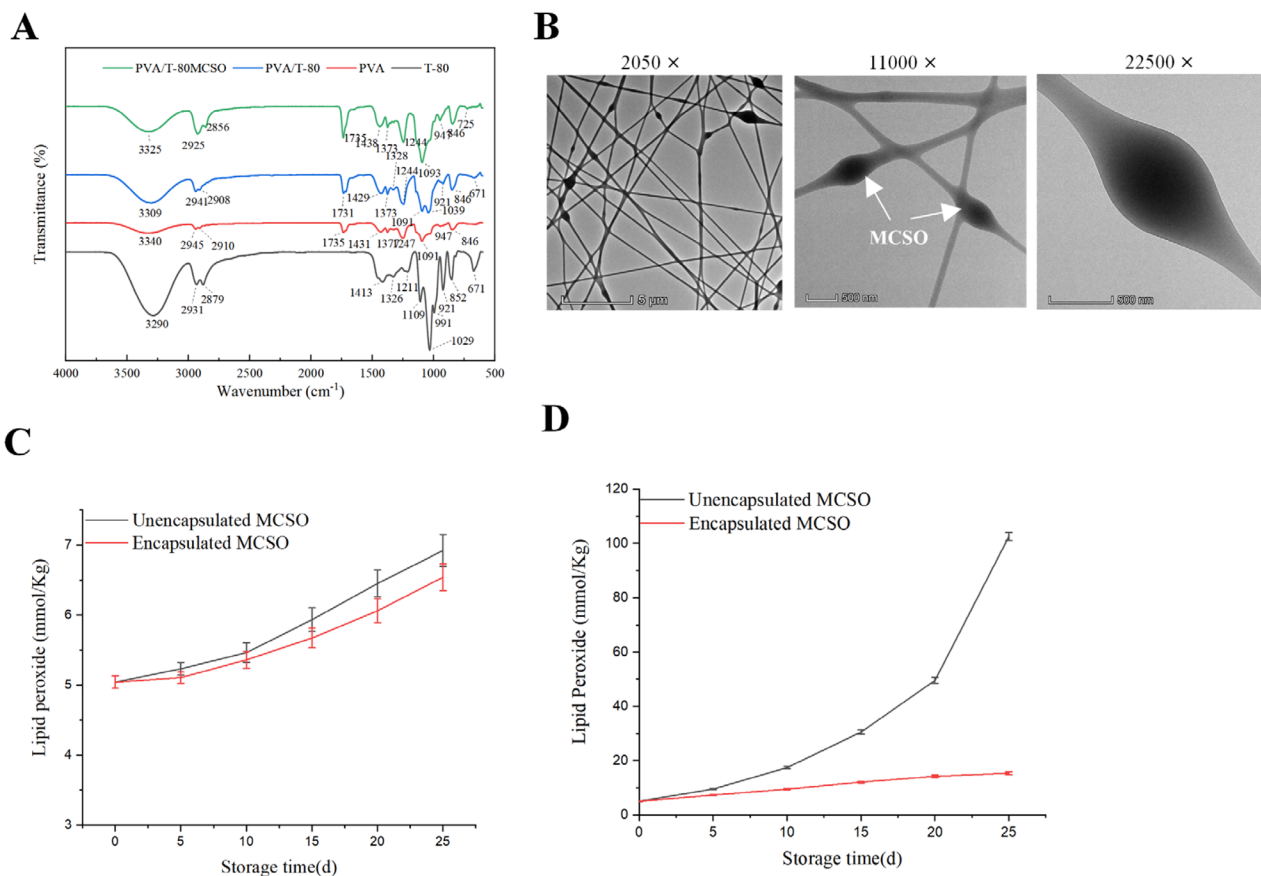 A
PVA/T-80MCSO PVA/T-80 PVA T-80
3325
2925
2856
1735
1438
1373
1328
1244
1093
947
846
725
3309
2941
2908
1731
1429
1373
1244
1091
1039
921
846
671
3340
2945
2910
1735
1431
1377
1247
1091
947
846
3290
2931
2879
1413
1326
1211
1109
1029
991
921
852
671
Transmittance (%)
4000 3500 3000 2500 2000 1500 1000 500
Wavenumber (cm⁻¹)
B
2050 ×
11000 ×
22500 ×
5 µm
MCSO
500 nm
500 nm
C
Unencapsulated MCSO
Encapsulated MCSO
Lipid peroxide (mmol/Kg)
7
6
5
4
3
0 5 10 15 20 25
Storage time(d)
D
Unencapsulated MCSO
Encapsulated MCSO
Lipid Peroxide (mmol/Kg)
120
100
80
60
40
20
0
0 5 10 15 20 25
Storage time(d)